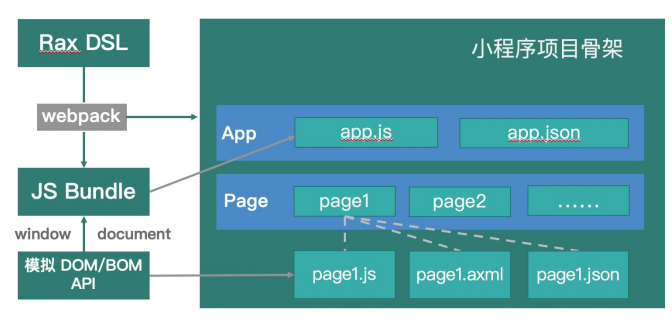 Rax DSL
小程序项目骨架
webpack
App
app.js
app.json
JS Bundle
Page
page1
page2
......
window
document
模拟 DOM/BOM
API
page1.js
page1.axml
page1.json